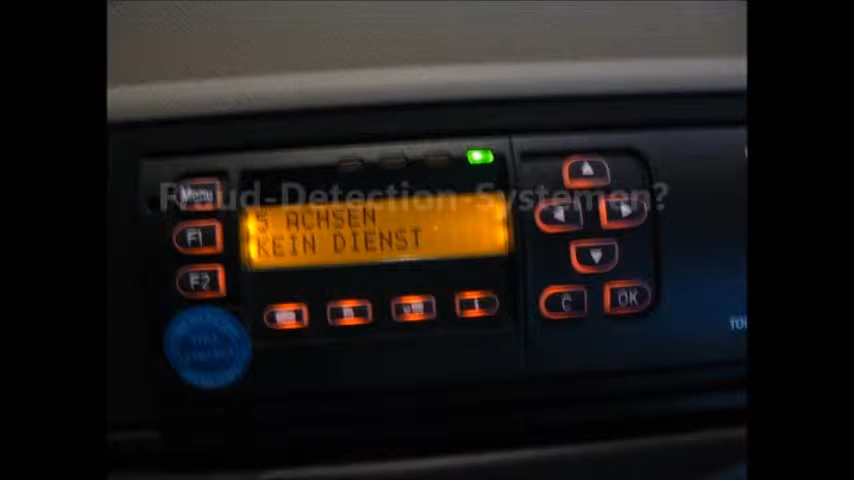 Menu
Fraud-Detection-Systemen?
5 ACHSEN
F1
KEIN DIENST
F2
C
OK